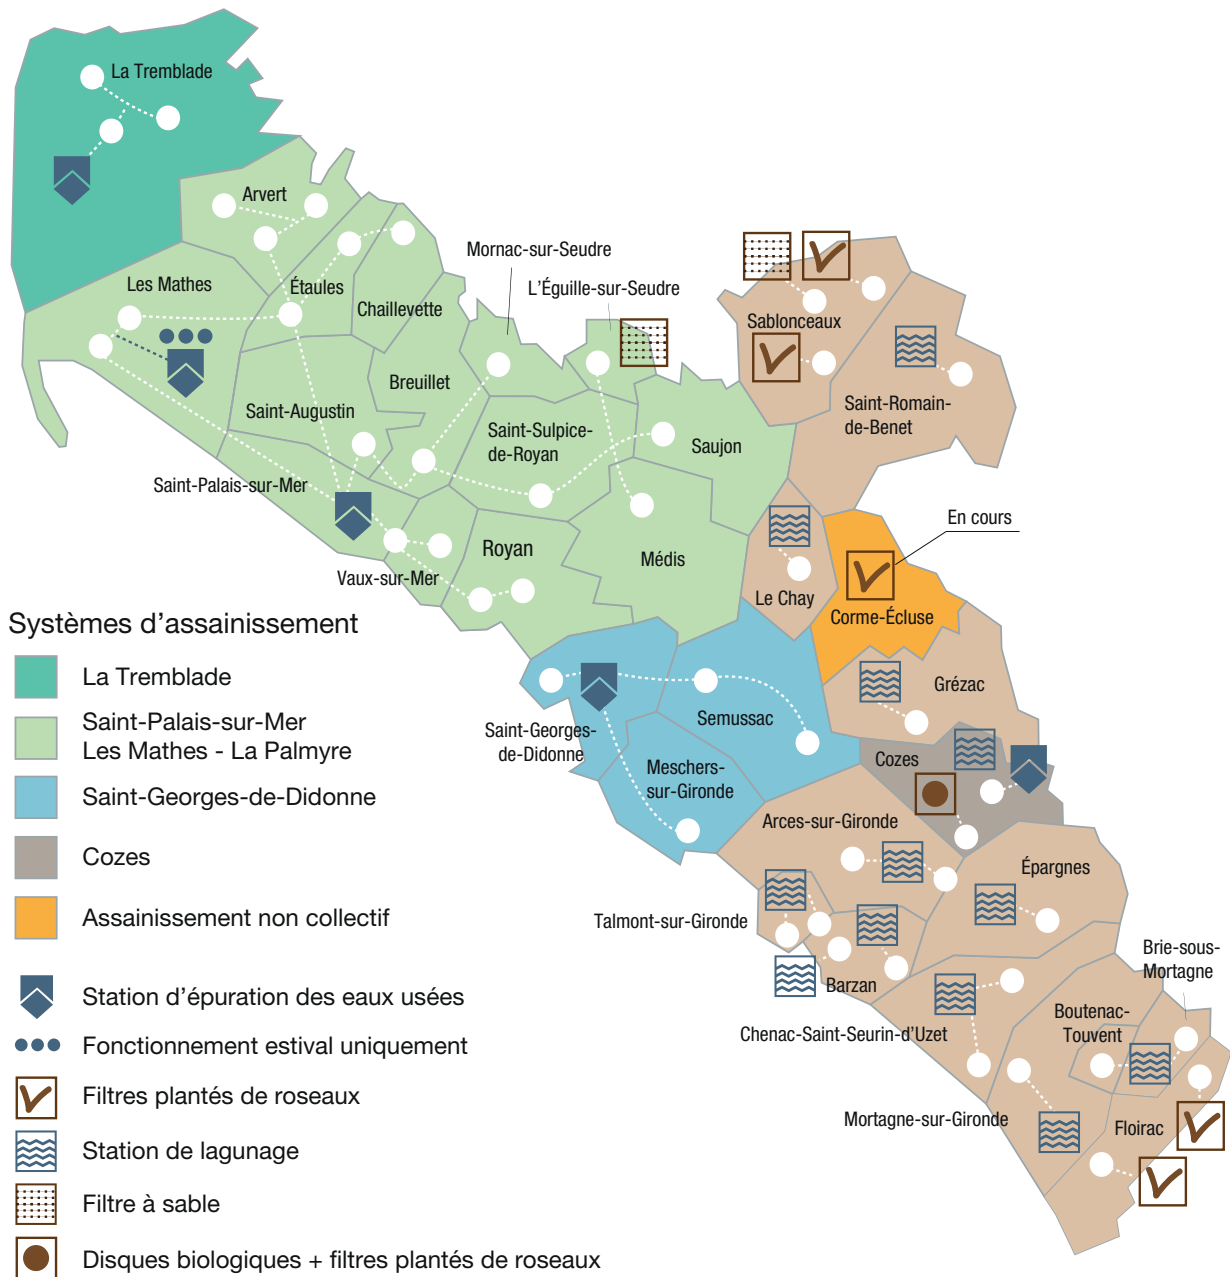 La Tremblade
Arvert
Les Mathes
Étaules
Chaillevette
Mornac-sur-Seudre
L'Éguille-sur-Seudre
Sablonceaux
Breuillet
Saint-Augustin
Saint-Sulpice-
de-Royan
Saujon
Saint-Romain-
de-Benet
Saint-Palais-sur-Mer
Royan
Médis
Vaux-sur-Mer
Le Chay
En cours
Corme-Écluse
Grézac
Saint-Georges-
de-Didonne
Semussac
Meschers-
sur-Gironde
Cozes
Arces-sur-Gironde
Épargnes
Talmont-sur-Gironde
Barzan
Brie-sous-
Mortagne
Boutenac-
Touvent
Chenac-Saint-Seurin-d'Uzet
Mortagne-sur-Gironde
Floirac
Systèmes d'assainissement
La Tremblade
Saint-Palais-sur-Mer
Les Mathes - La Palmyre
Saint-Georges-de-Didonne
Cozes
Assainissement non collectif
Station d'épuration des eaux usées
Fonctionnement estival uniquement
Filtres plantés de roseaux
Station de lagunage
Filtre à sable
Disques biologiques + filtres plantés de roseaux